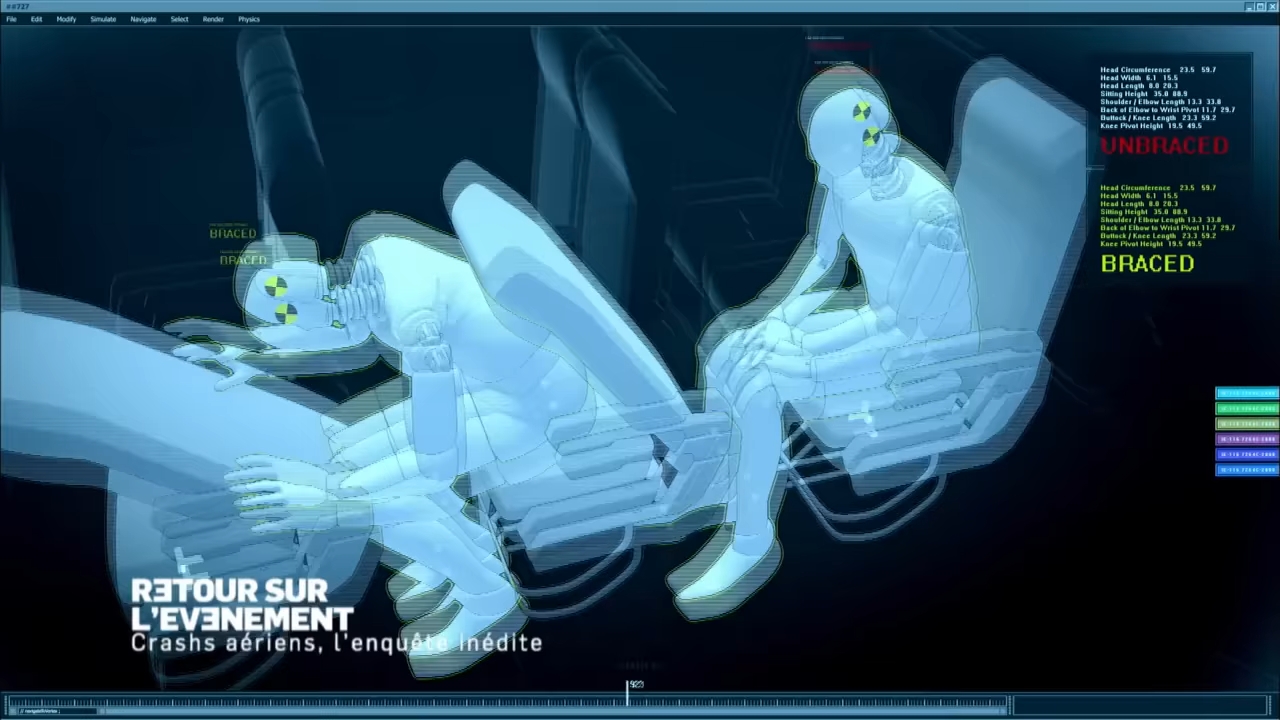 ##727
File Edit Modify Simulate Navigate Select Render Physics
Head Circumference 23.5 59.7
Head Width 6.1 15.5
Head Length 8.0 20.3
Sitting Height 35.0 88.9
Shoulder / Elbow Length 13.3 33.8
Back of Elbow to Wrist Pivot 11.7 29.7
Buttock / Knee Length 23.3 59.2
Knee Pivot Height 19.5 49.5
UNBRACED
Head Circumference 23.5 59.7
Head Width 6.1 15.5
Head Length 8.0 20.3
Sitting Height 35.0 88.9
Shoulder / Elbow Length 13.3 33.8
Back of Elbow to Wrist Pivot 11.7 29.7
Buttock / Knee Length 23.3 59.2
Knee Pivot Height 19.5 49.5
BRACED
BRACED
BRACED
RƎTOUR SUR
L'EVƎNEMENT
Crashs aériens, l'enquête inédite
923